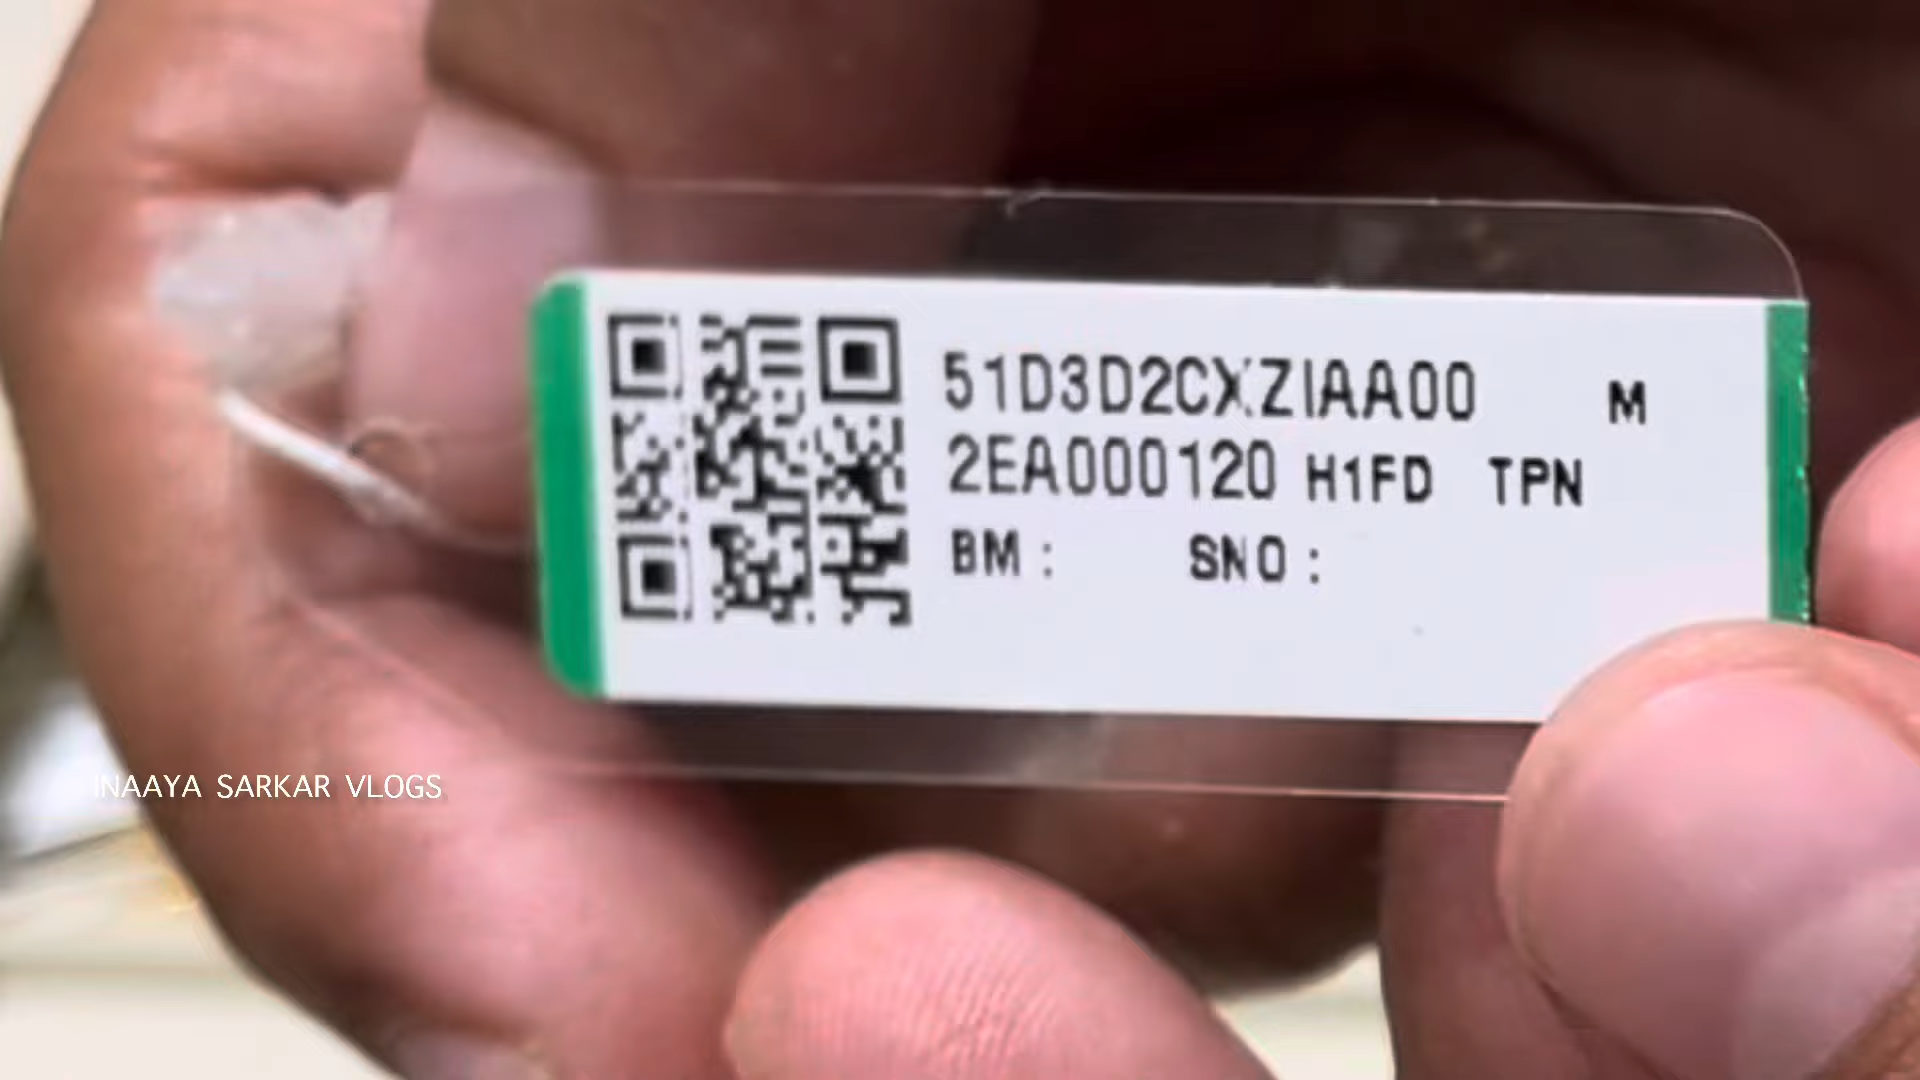 51D3D2CXZIAA00 M
2EA000120 H1FD TPN
BM : SNO :
INAAYA SARKAR VLOGS